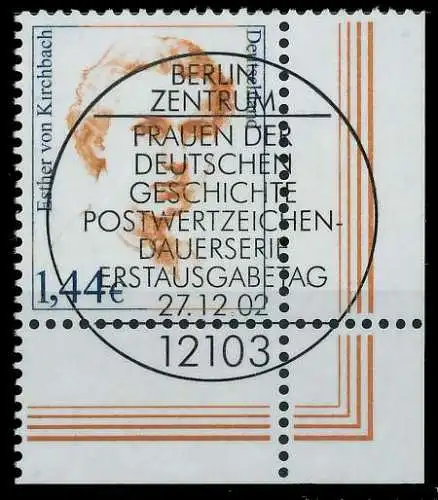 Esther von Kirchbach
Deutschland
1,44€
BERLIN
ZENTRUM
FRAUEN DER
DEUTSCHEN
GESCHICHTE
POSTWERTZEICHEN-
DAUERSERIE
ERSTAUSGABETAG
27.12.02
12103